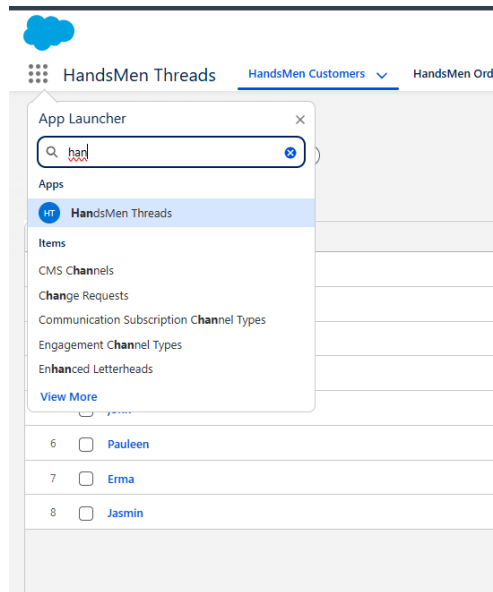 HandsMen Threads
HandsMen Customers
HandsMen Ord
App Launcher
han
Apps
HT HandsMen Threads
Items
CMS Channels
Change Requests
Communication Subscription Channel Types
Engagement Channel Types
Enhanced Letterheads
View More
6 Pauleen
7 Erma
8 Jasmin